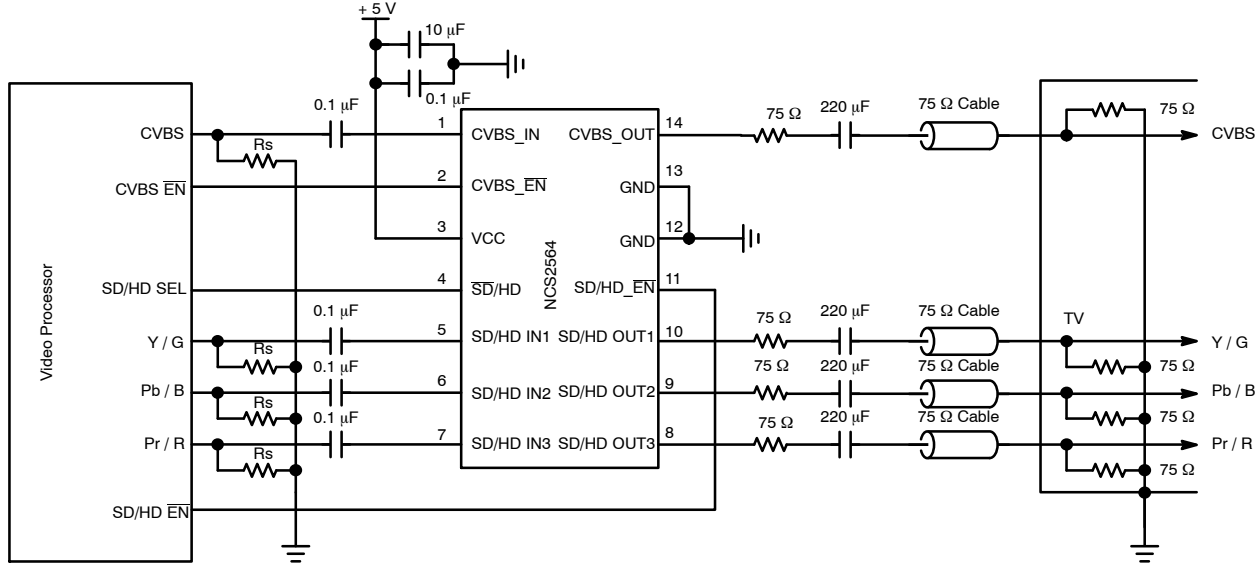 + 5 V
10 μF
0.1 μF
0.1 μF
75 Ω
220 μF
75 Ω Cable
75 Ω
CVBS
1
CVBS_IN
CVBS_OUT
14
CVBS
Rs
CVBS E̅N̅
2
CVBS_E̅N̅
GND
13
3
VCC
GND
12
Video Processor
NCS2564
SD/HD SEL
4
S̅D̅/HD
SD/HD_E̅N̅
11
0.1 μF
75 Ω
220 μF
75 Ω Cable
TV
Y / G
5
SD/HD IN1
SD/HD OUT1
10
Y / G
Rs
0.1 μF
75 Ω
220 μF
75 Ω Cable
75 Ω
Pb / B
6
SD/HD IN2
SD/HD OUT2
9
Pb / B
Rs
0.1 μF
75 Ω
220 μF
75 Ω Cable
75 Ω
Pr / R
7
SD/HD IN3
SD/HD OUT3
8
Pr / R
Rs
75 Ω
SD/HD E̅N̅